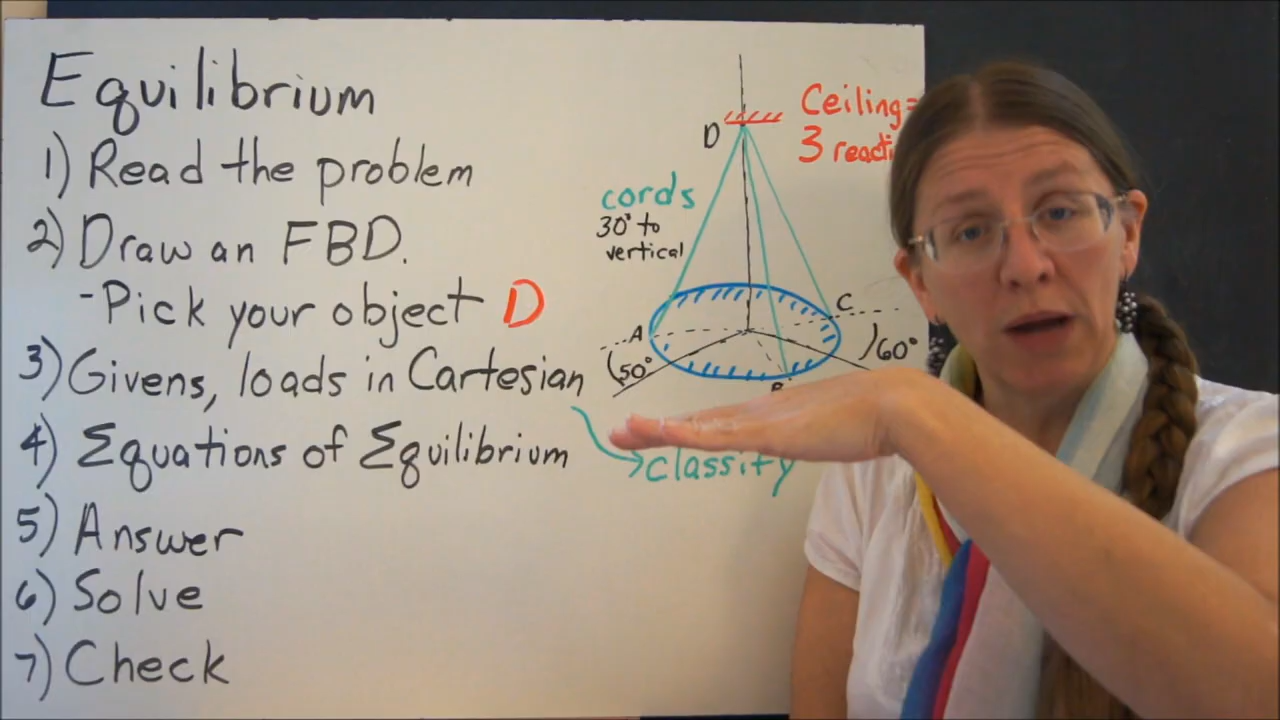 Equilibrium
1) Read the problem
2) Draw an FBD.
-Pick your object D
3) Givens, loads in Cartesian
4) Equations of Equilibrium
5) Answer
6) Solve
7) Check
Ceiling=
3
D
cords
30° to
vertical
A
C
50°
60°
classify